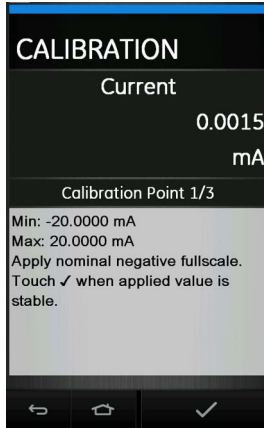 CALIBRATION
Current
0.0015
mA
Calibration Point 1/3
Min: -20.0000 mA
Max: 20.0000 mA
Apply nominal negative fullscale.
Touch ✓ when applied value is
stable.